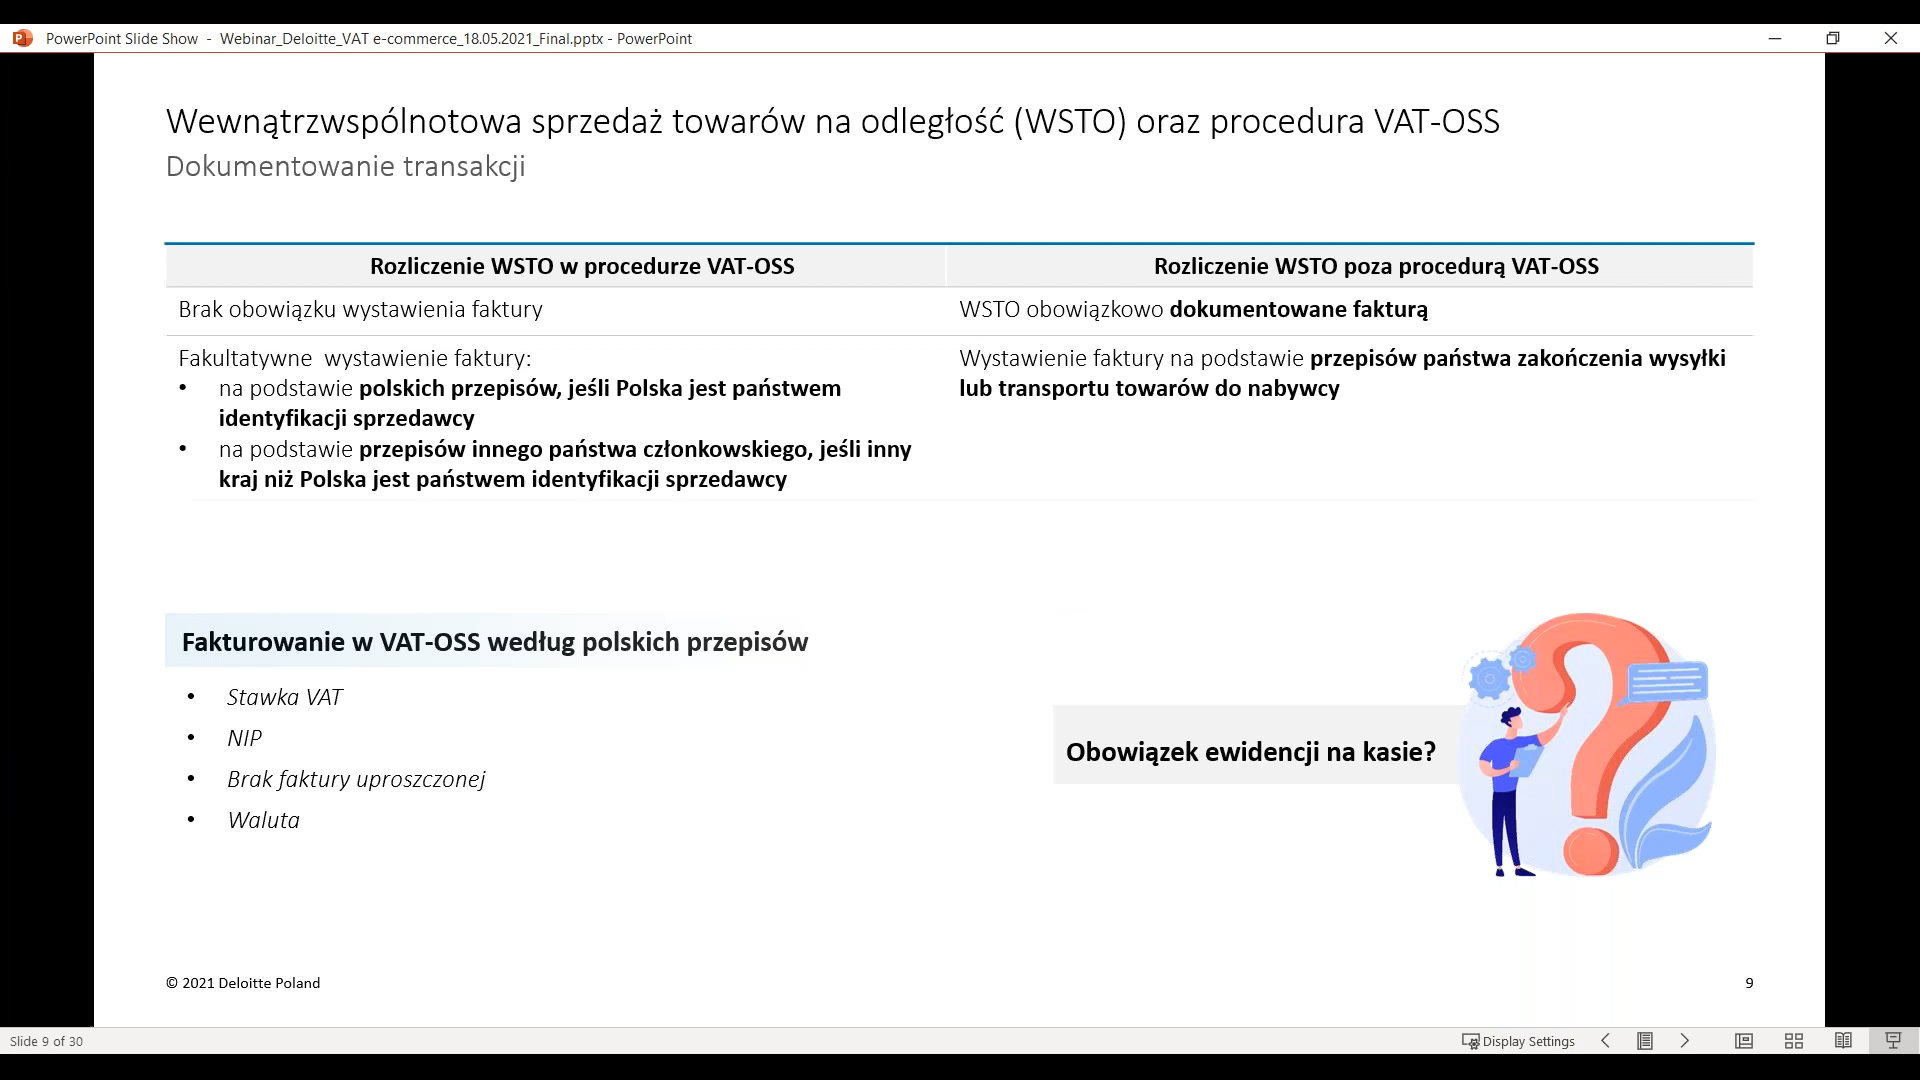 PowerPoint Slide Show - Webinar_Deloitte_VAT e-commerce_18.05.2021_Final.pptx - PowerPoint
Wewnątrzwspólnotowa sprzedaż towarów na odległość (WSTO) oraz procedura VAT-OSS
Dokumentowanie transakcji
Rozliczenie WSTO w procedurze VAT-OSS
Rozliczenie WSTO poza procedurą VAT-OSS
Brak obowiązku wystawienia faktury
WSTO obowiązkowo dokumentowane fakturą
Fakultatywne wystawienie faktury:
• na podstawie polskich przepisów, jeśli Polska jest państwem
identyfikacji sprzedawcy
• na podstawie przepisów innego państwa członkowskiego, jeśli inny
kraj niż Polska jest państwem identyfikacji sprzedawcy
Wystawienie faktury na podstawie przepisów państwa zakończenia wysyłki
lub transportu towarów do nabywcy
Fakturowanie w VAT-OSS według polskich przepisów
• Stawka VAT
• NIP
• Brak faktury uproszczonej
• Waluta
Obowiązek ewidencji na kasie?
© 2021 Deloitte Poland
9
Slide 9 of 30
Display Settings